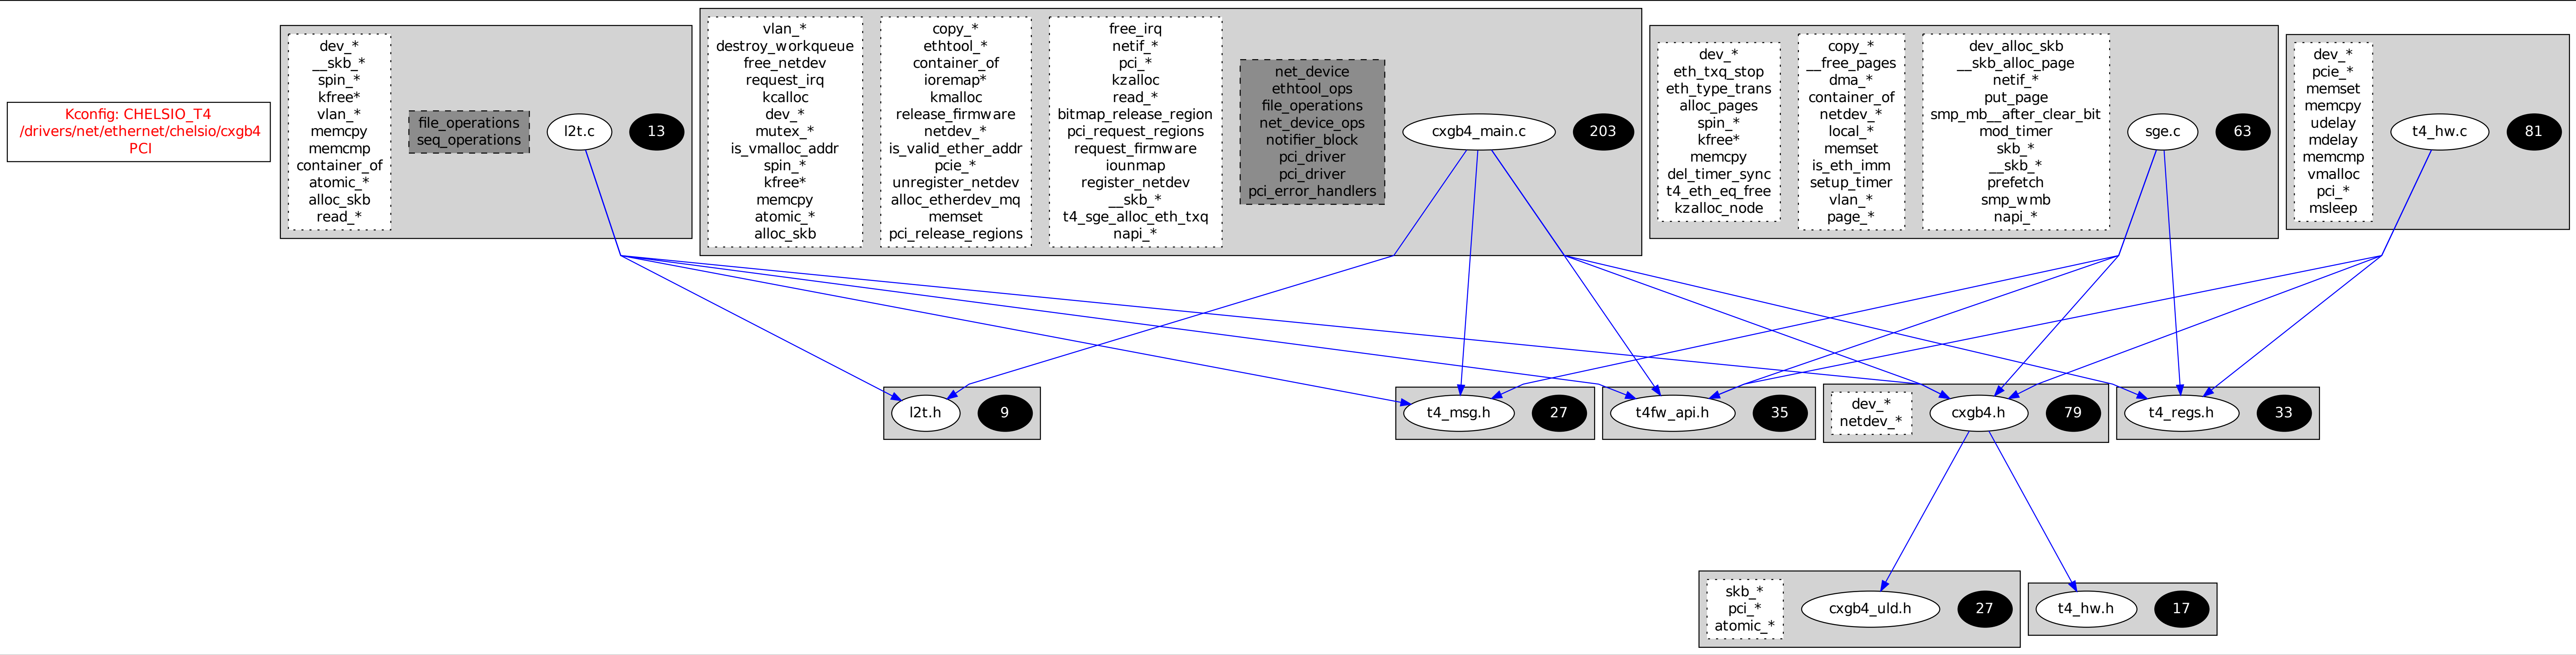 Kconfig: CHELSIO_T4
/drivers/net/ethernet/chelsio/cxgb4
PCI
dev_*
__skb_*
spin_*
kfree*
vlan_*
memcpy
memcmp
container_of
atomic_*
alloc_skb
read_*
file_operations
seq_operations
l2t.c
13
vlan_*
destroy_workqueue
free_netdev
request_irq
kcalloc
dev_*
mutex_*
is_vmalloc_addr
spin_*
kfree*
memcpy
atomic_*
alloc_skb
copy_*
ethtool_*
container_of
ioremap*
kmalloc
release_firmware
netdev_*
is_valid_ether_addr
pcie_*
unregister_netdev
alloc_etherdev_mq
memset
pci_release_regions
free_irq
netif_*
pci_*
kzalloc
read_*
bitmap_release_region
pci_request_regions
request_firmware
iounmap
register_netdev
__skb_*
t4_sge_alloc_eth_txq
napi_*
net_device
ethtool_ops
file_operations
net_device_ops
notifier_block
pci_driver
pci_driver
pci_error_handlers
cxgb4_main.c
203
dev_*
eth_txq_stop
eth_type_trans
alloc_pages
spin_*
kfree*
memcpy
del_timer_sync
t4_eth_eq_free
kzalloc_node
copy_*
__free_pages
dma_*
container_of
netdev_*
local_*
memset
is_eth_imm
setup_timer
vlan_*
page_*
dev_alloc_skb
__skb_alloc_page
netif_*
put_page
smp_mb__after_clear_bit
mod_timer
skb_*
__skb_*
prefetch
smp_wmb
napi_*
sge.c
63
dev_*
pcie_*
memset
memcpy
udelay
mdelay
memcmp
vmalloc
pci_*
msleep
t4_hw.c
81
l2t.h
9
t4_msg.h
27
t4fw_api.h
35
dev_*
netdev_*
cxgb4.h
79
t4_regs.h
33
skb_*
pci_*
atomic_*
cxgb4_uld.h
27
t4_hw.h
17